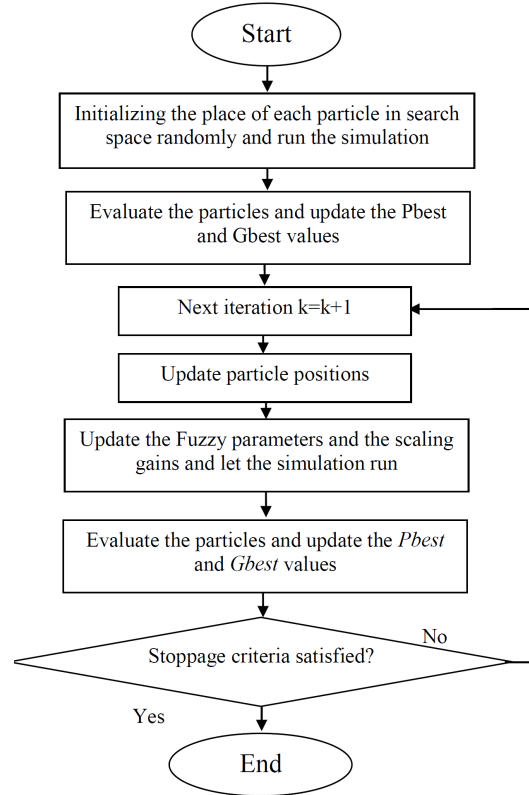 Start
Initializing the place of each particle in search
space randomly and run the simulation
Evaluate the particles and update the Pbest
and Gbest values
Next iteration k=k+1
Update particle positions
Update the Fuzzy parameters and the scaling
gains and let the simulation run
Evaluate the particles and update the Pbest
and Gbest values
No
Stoppage criteria satisfied?
Yes
End